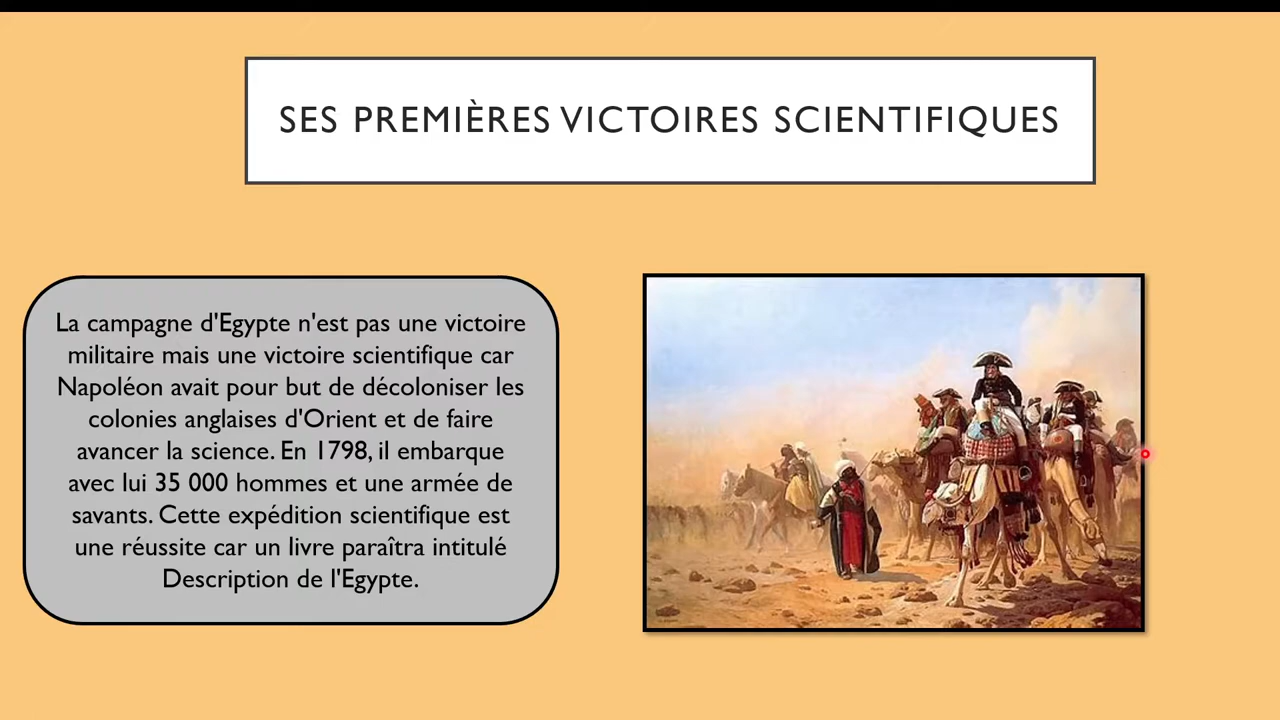 SES PREMIÈRES VICTOIRES SCIENTIFIQUES
La campagne d'Egypte n'est pas une victoire
militaire mais une victoire scientifique car
Napoléon avait pour but de décoloniser les
colonies anglaises d'Orient et de faire
avancer la science. En 1798, il embarque
avec lui 35 000 hommes et une armée de
savants. Cette expédition scientifique est
une réussite car un livre paraîtra intitulé
Description de l'Egypte.